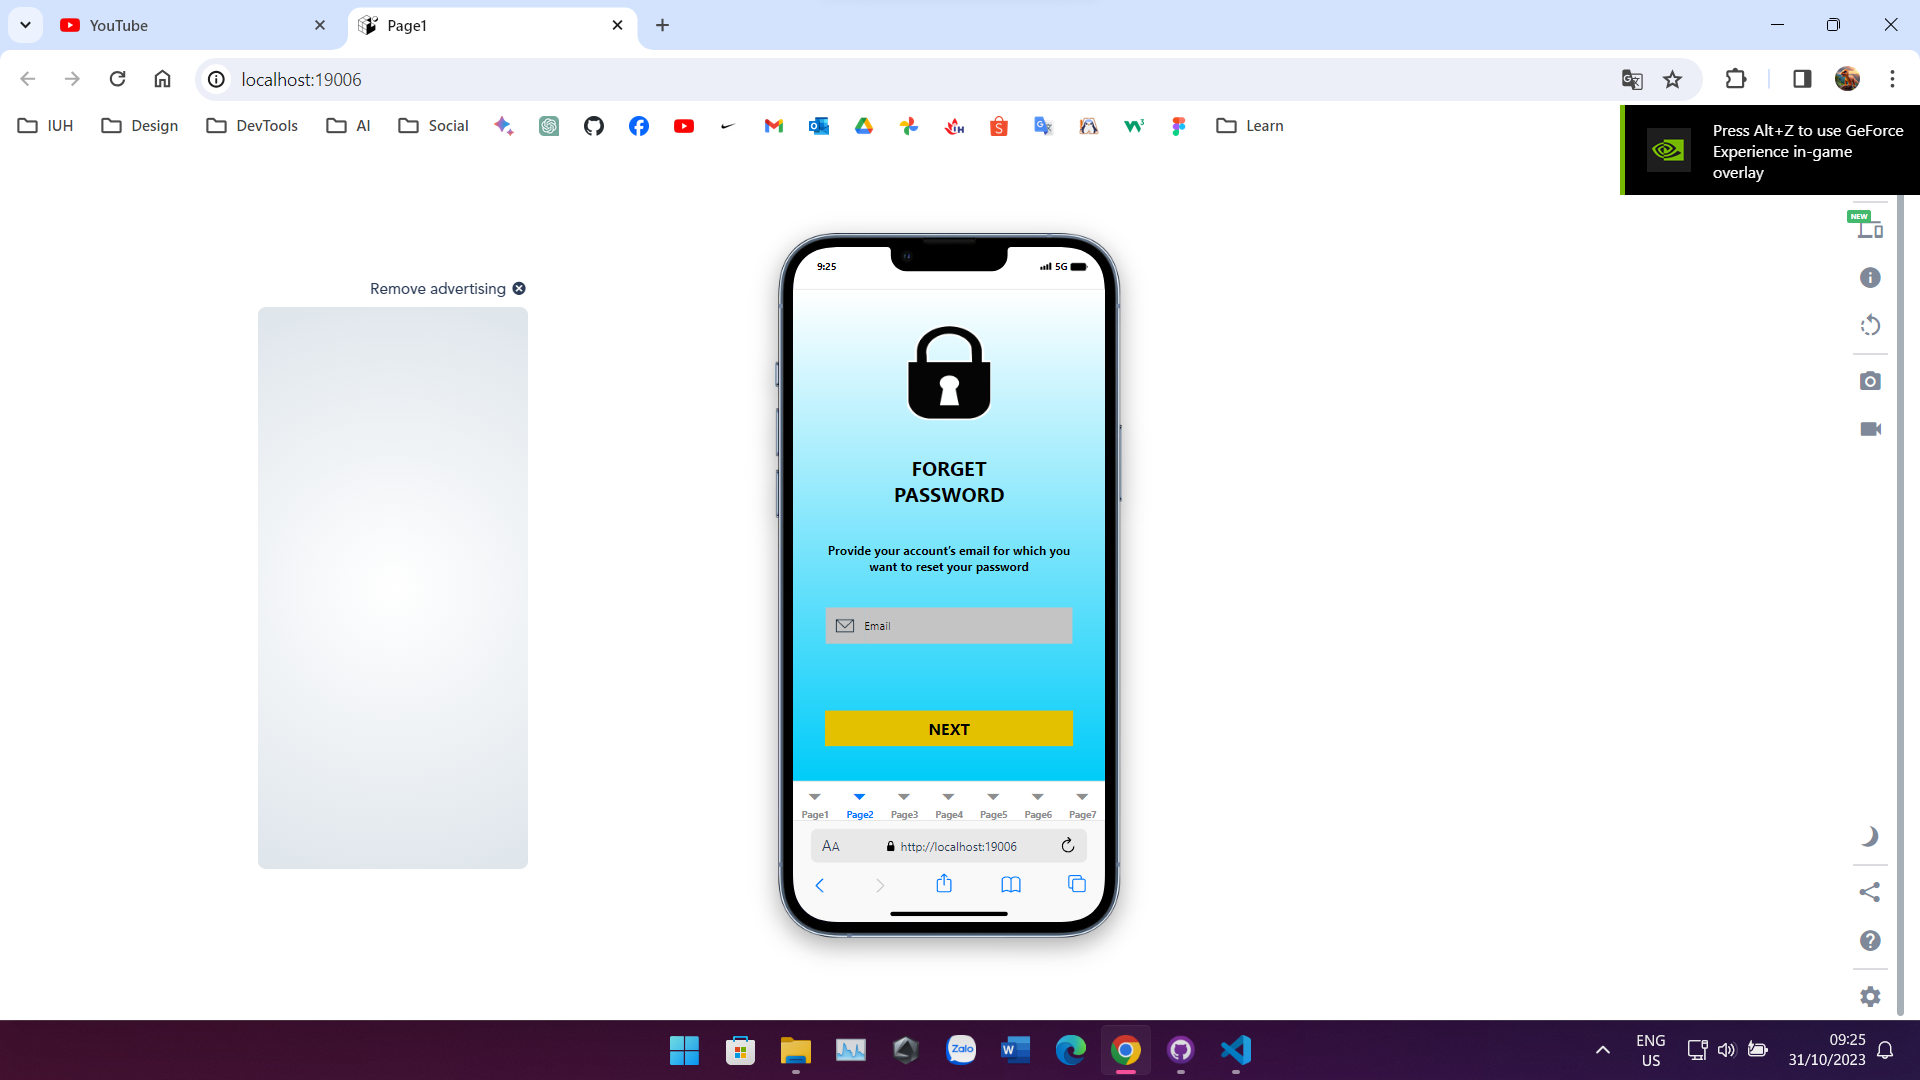 YouTube
Page1
localhost:19006
IUH
Design
DevTools
AI
Social
Learn
Press Alt+Z to use GeForce
Experience in-game
overlay
NEW
Remove advertising
9:25
5G
FORGET
PASSWORD
Provide your account's email for which you
want to reset your password
Email
NEXT
Page1
Page2
Page3
Page4
Page5
Page6
Page7
AA
http://localhost:19006
Zalo
W
ENG
US
09:25
31/10/2023